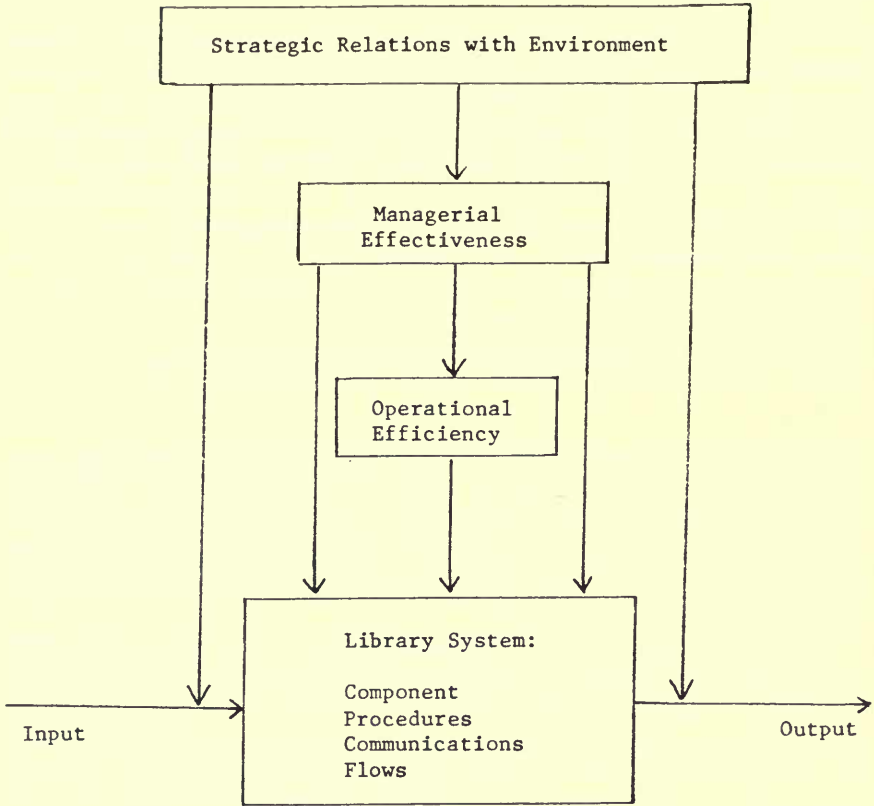 Strategic Relations with Environment
Managerial
Effectiveness
Operational
Efficiency
Library System:
Component
Procedures
Communications
Flows
Input
Output